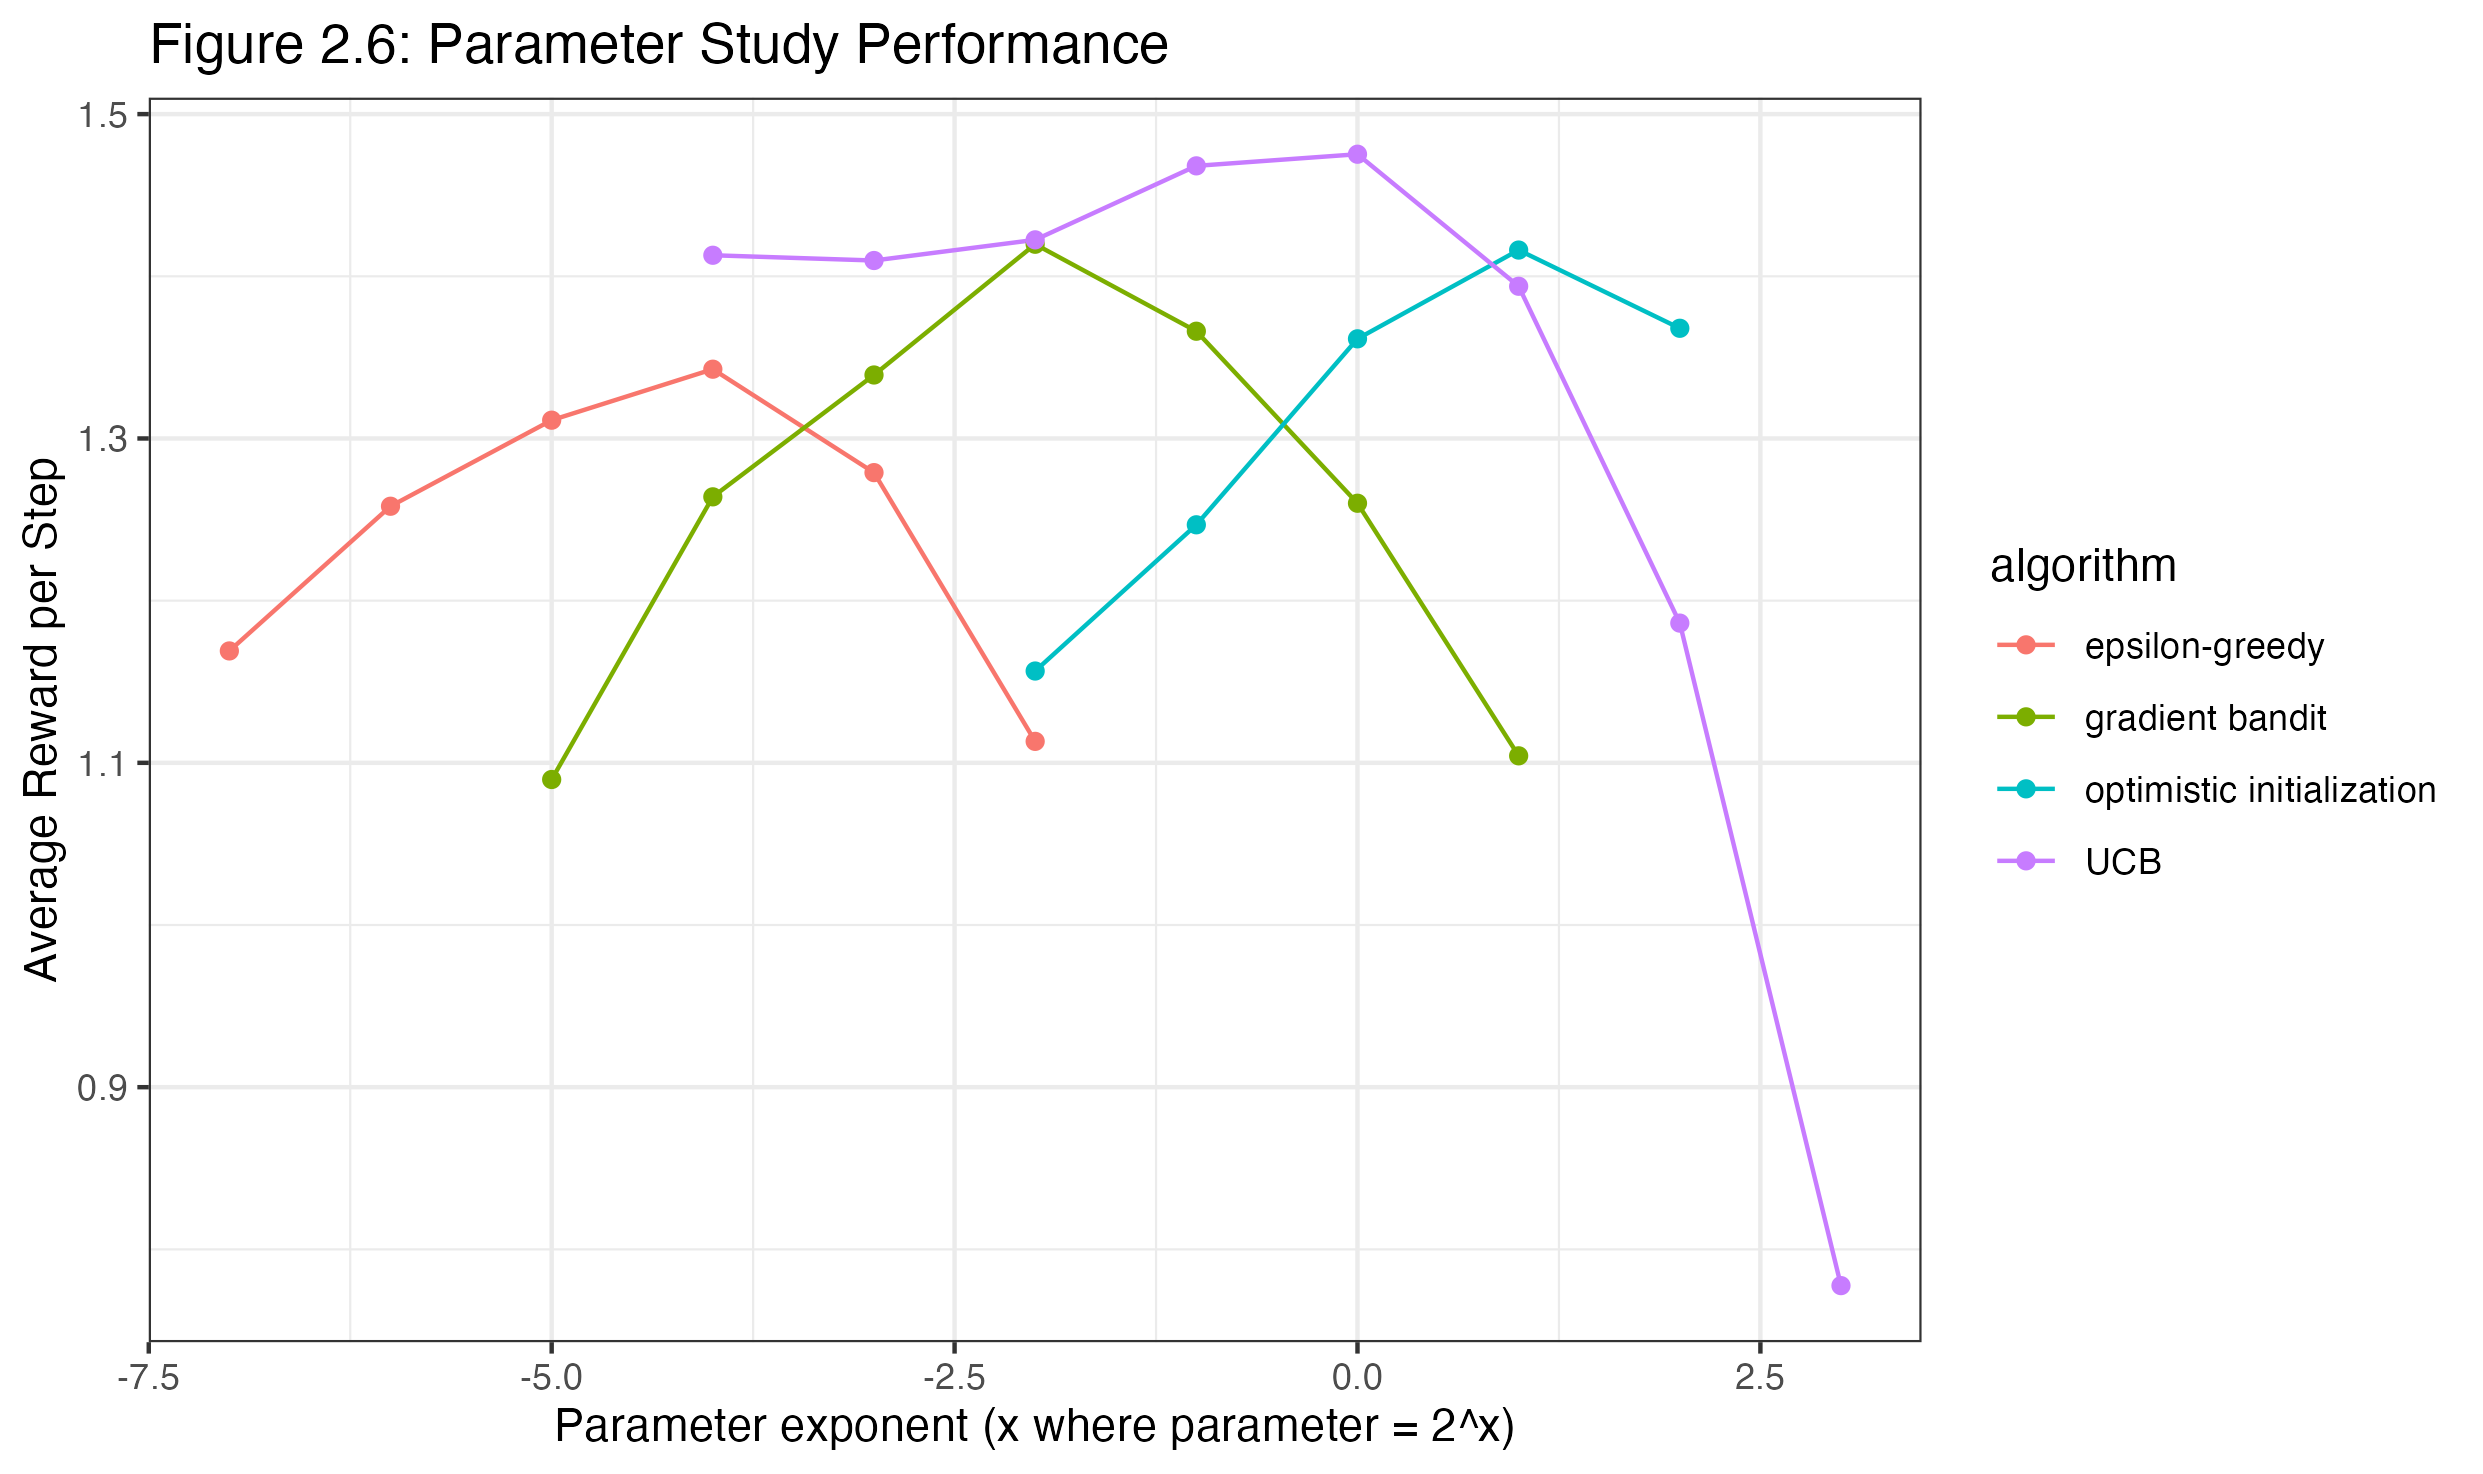 Figure 2.6: Parameter Study Performance
Average Reward per Step
1.5
1.3
1.1
0.9
-7.5
-5.0
-2.5
0.0
2.5
Parameter exponent (x where parameter = 2^x)
algorithm
epsilon-greedy
gradient bandit
optimistic initialization
UCB